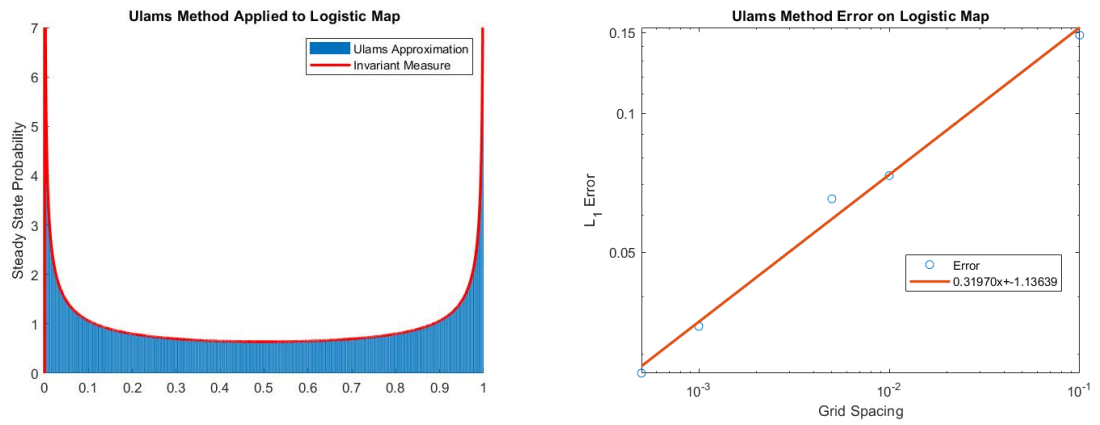 Ulams Method Applied to Logistic Map
7
6
5
4
3
2
1
0
Steady State Probability
Ulams Approximation
Invariant Measure
0 0.1 0.2 0.3 0.4 0.5 0.6 0.7 0.8 0.9 1
Ulams Method Error on Logistic Map
0.15
0.1
0.05
L1 Error
Error
0.31970x+-1.13639
10-3 10-2 10-1
Grid Spacing